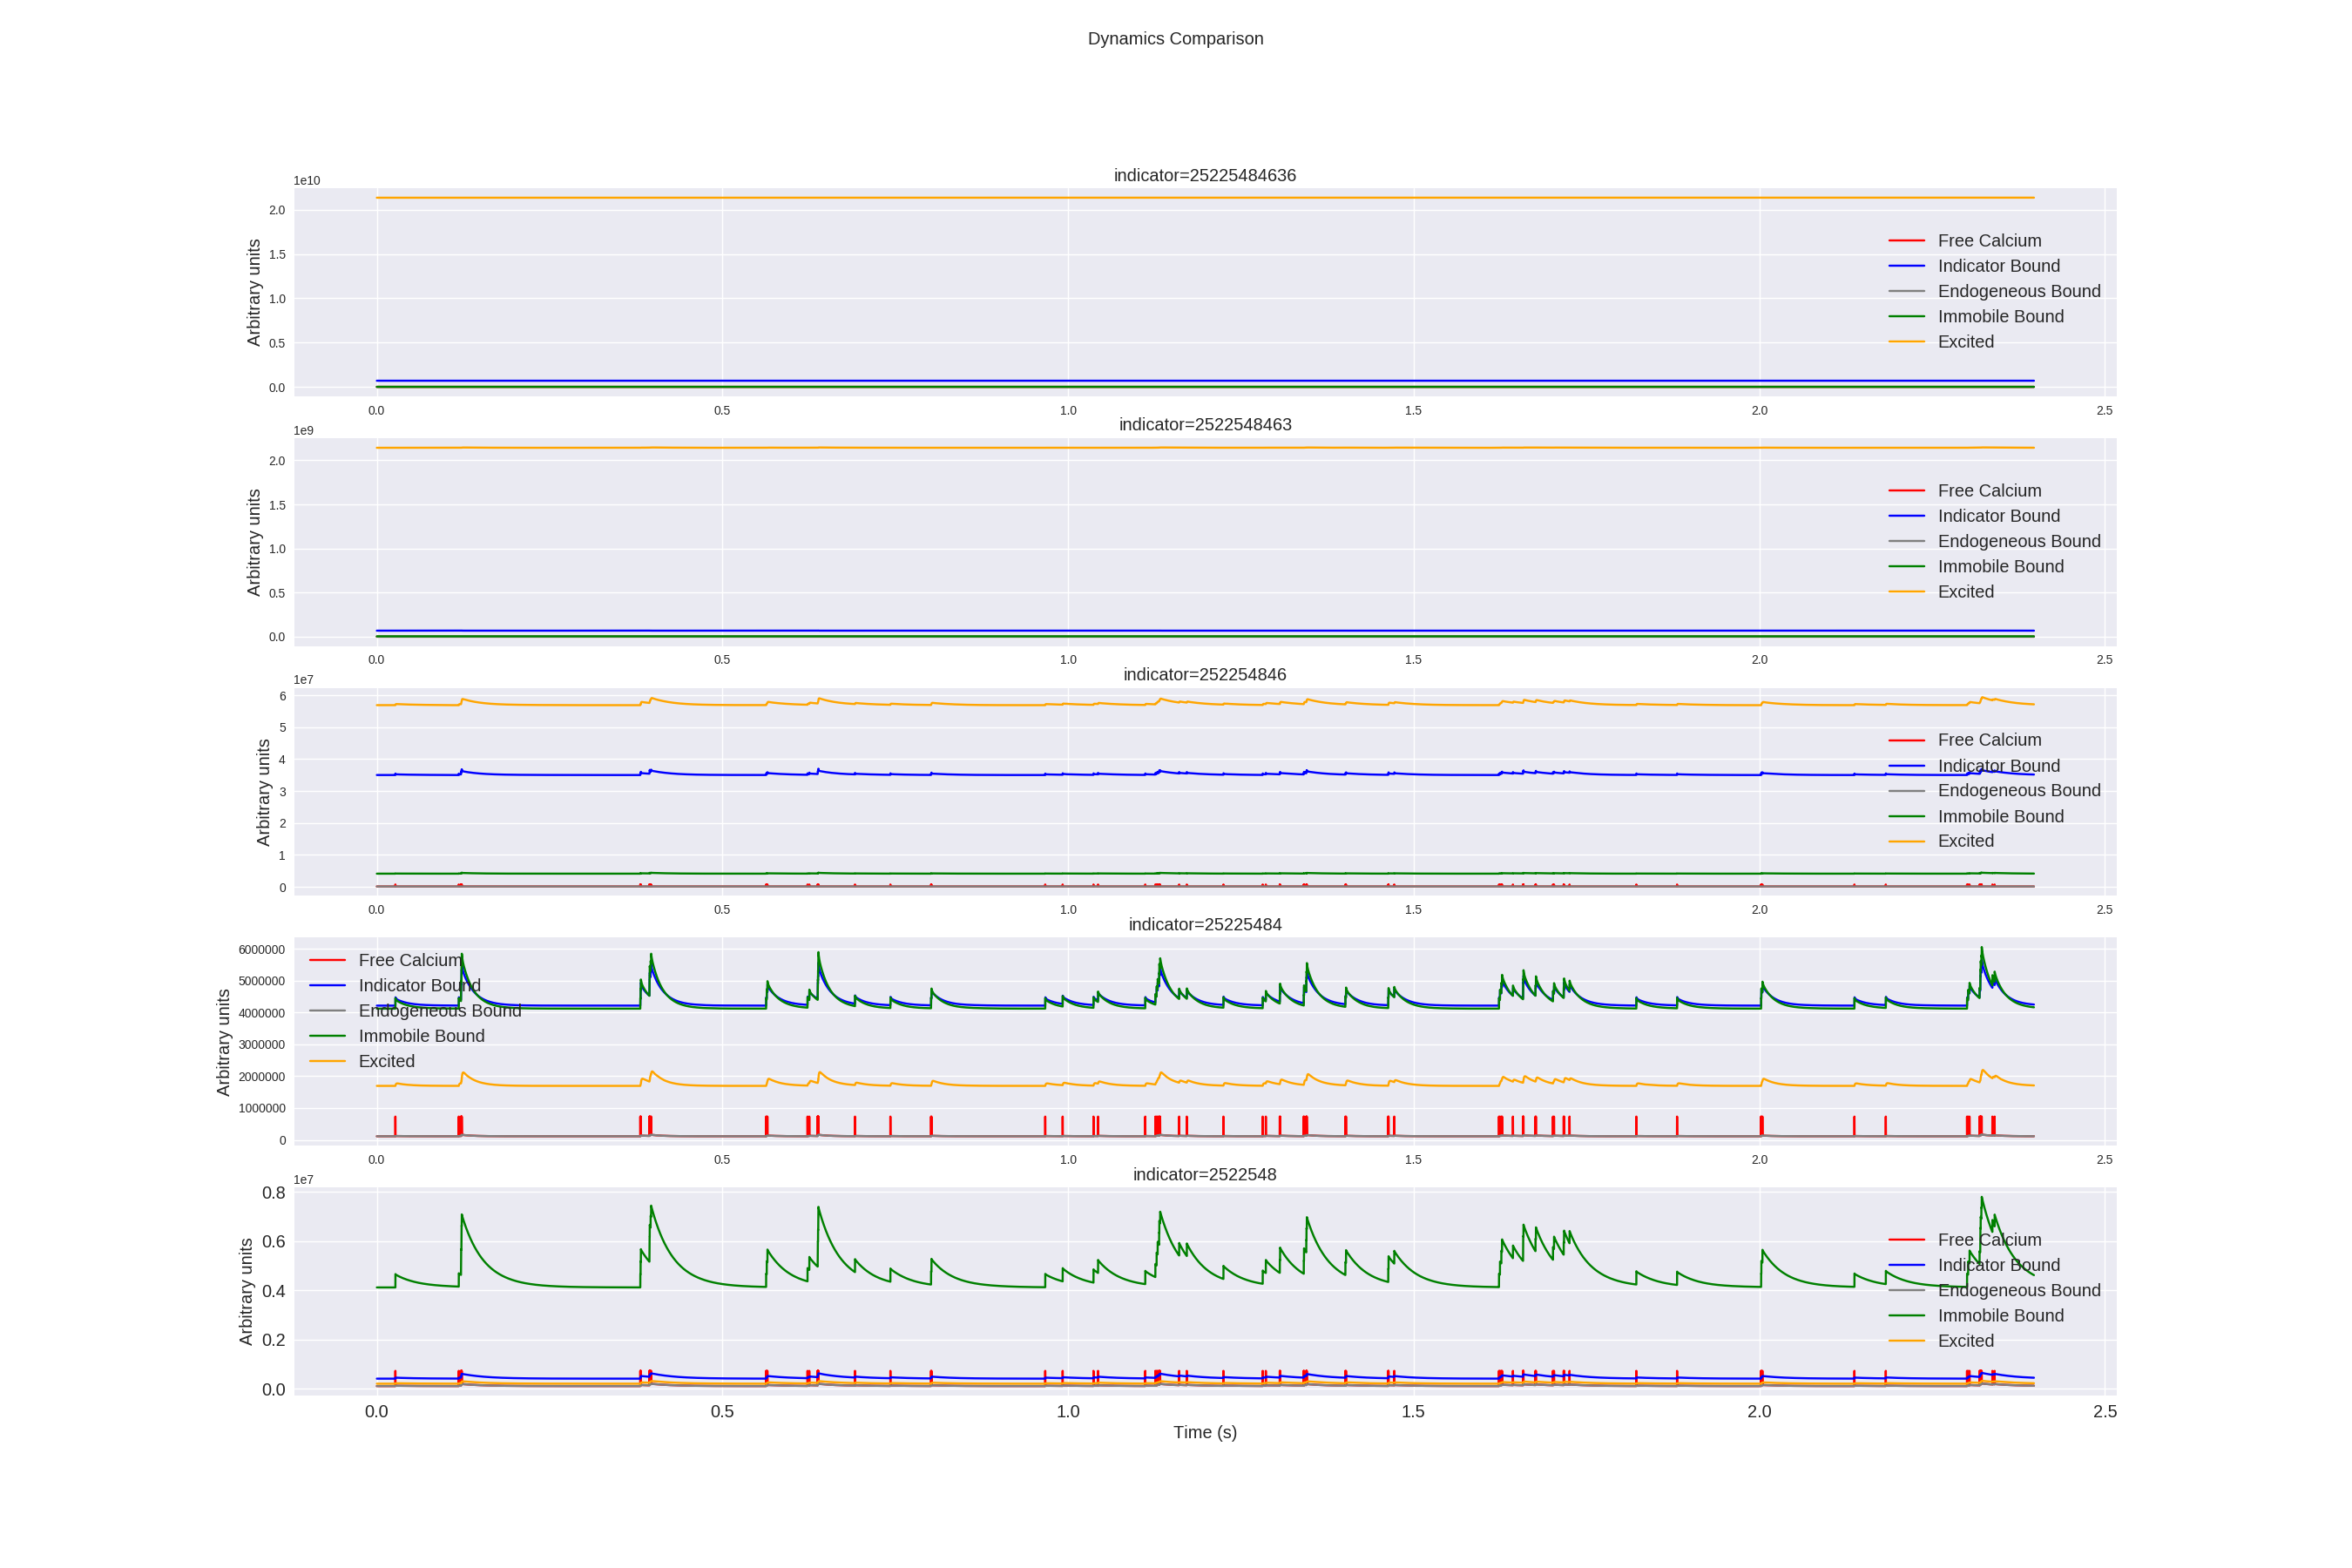 Dynamics Comparison
indicator=25225484636
1e10
Arbitrary units
2.0
1.5
1.0
0.5
0.0
Free Calcium
Indicator Bound
Endogeneous Bound
Immobile Bound
Excited
0.0 0.5 1.0 1.5 2.0 2.5
indicator=2522548463
1e9
Arbitrary units
2.0
1.5
1.0
0.5
0.0
Free Calcium
Indicator Bound
Endogeneous Bound
Immobile Bound
Excited
0.0 0.5 1.0 1.5 2.0 2.5
indicator=252254846
1e7
Arbitrary units
6
5
4
3
2
1
0
Free Calcium
Indicator Bound
Endogeneous Bound
Immobile Bound
Excited
0.0 0.5 1.0 1.5 2.0 2.5
indicator=25225484
Arbitrary units
6000000
5000000
4000000
3000000
2000000
1000000
0
Free Calcium
Indicator Bound
Endogeneous Bound
Immobile Bound
Excited
0.0 0.5 1.0 1.5 2.0 2.5
indicator=2522548
1e7
Arbitrary units
0.8
0.6
0.4
0.2
0.0
Free Calcium
Indicator Bound
Endogeneous Bound
Immobile Bound
Excited
0.0 0.5 1.0 1.5 2.0 2.5
Time (s)